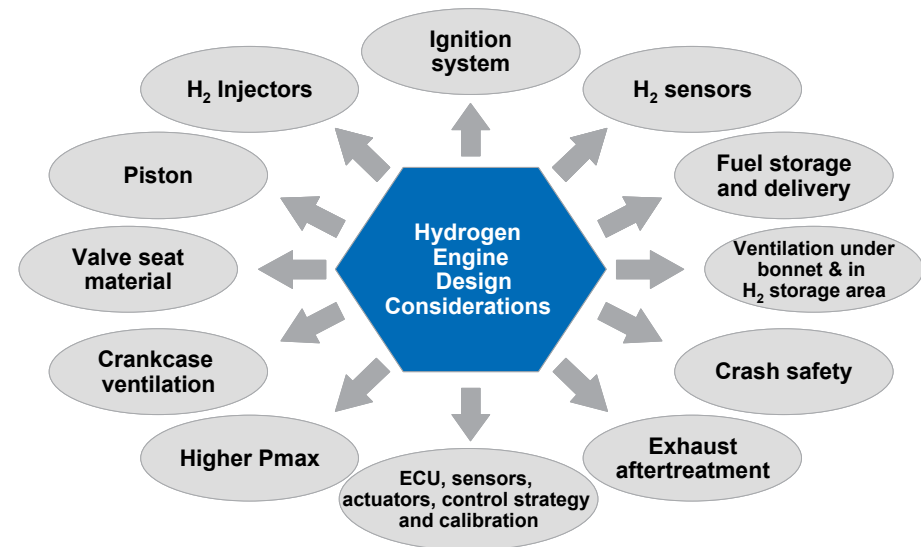 Ignition
system
H₂ Injectors
H₂ sensors
Piston
Fuel storage
and delivery
Hydrogen
Engine
Design
Considerations
Valve seat
material
Ventilation under
bonnet & in
H₂ storage area
Crankcase
ventilation
Crash safety
Higher Pmax
Exhaust
aftertreatment
ECU, sensors,
actuators, control strategy
and calibration